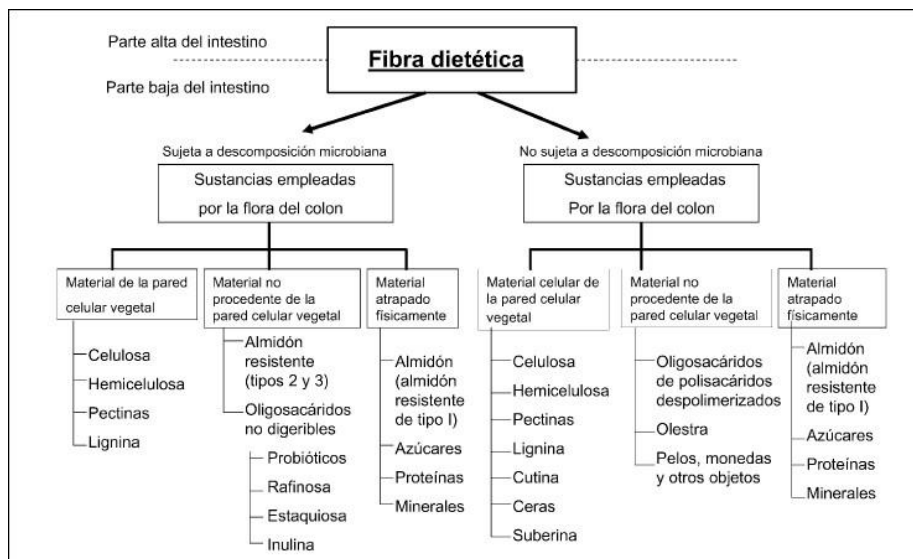 Parte alta del intestino
Fibra dietética
Parte baja del intestino
Sujeta a descomposición microbiana
Sustancias empleadas
por la flora del colon
Material de la pared
celular vegetal
Celulosa
Hemicelulosa
Pectinas
Lignina
Material no
procedente de la
pared celular vegetal
Almidón
resistente
(tipos 2 y 3)
Oligosacáridos
no digeribles
Probióticos
Rafinosa
Estaquiosa
Inulina
Material
atrapado
físicamente
Almidón
(almidón
resistente
de tipo I)
Azúcares
Proteínas
Minerales
No sujeta a descomposición microbiana
Sustancias empleadas
Por la flora del colon
Material celular de
la pared celular
vegetal
Celulosa
Hemicelulosa
Pectinas
Lignina
Cutina
Ceras
Suberina
Material no
procedente de la
pared celular vegetal
Oligosacáridos
de polisacáridos
despolimerizados
Olestra
Pelos, monedas
y otros objetos
Material
atrapado
físicamente
Almidón
(almidón
resistente
de tipo I)
Azúcares
Proteínas
Minerales